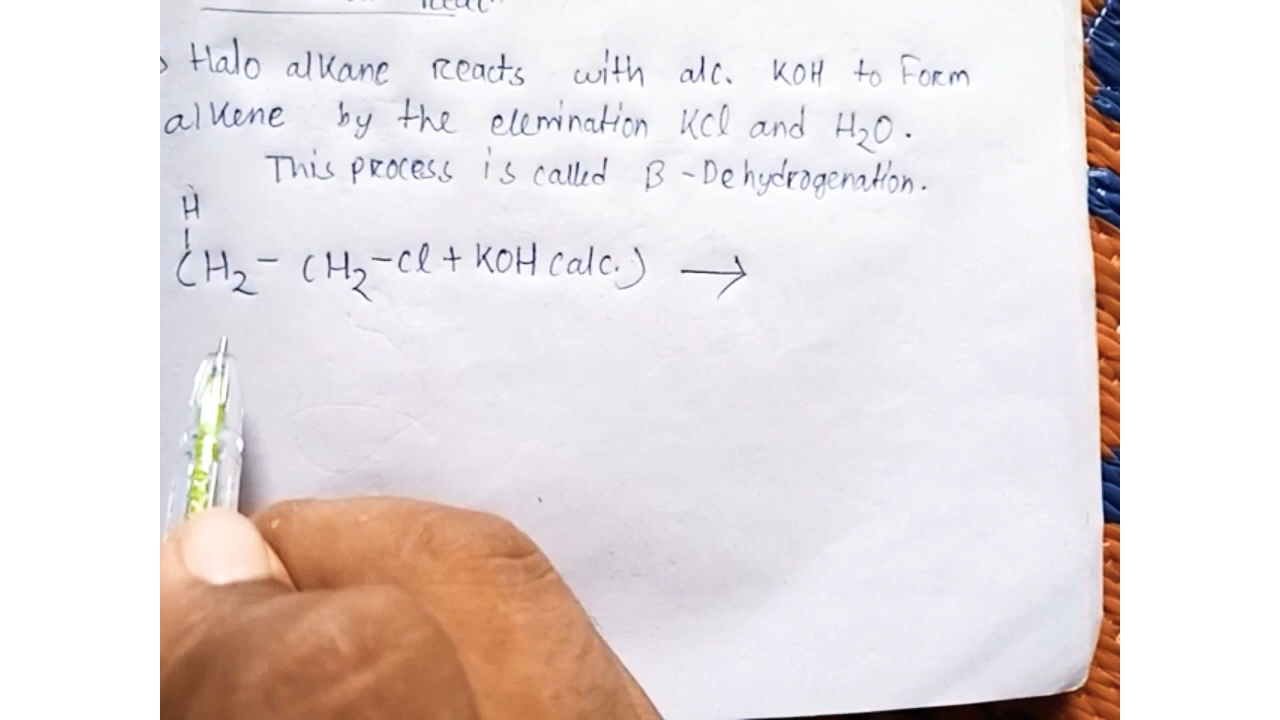 Halo alkane reacts with alc. KOH to Form
alkene by the elemination KCl and H₂O.
This process is called B-Dehydrogenation.
H
|
CH₂ - CH₂ - Cl + KOH (alc.) →